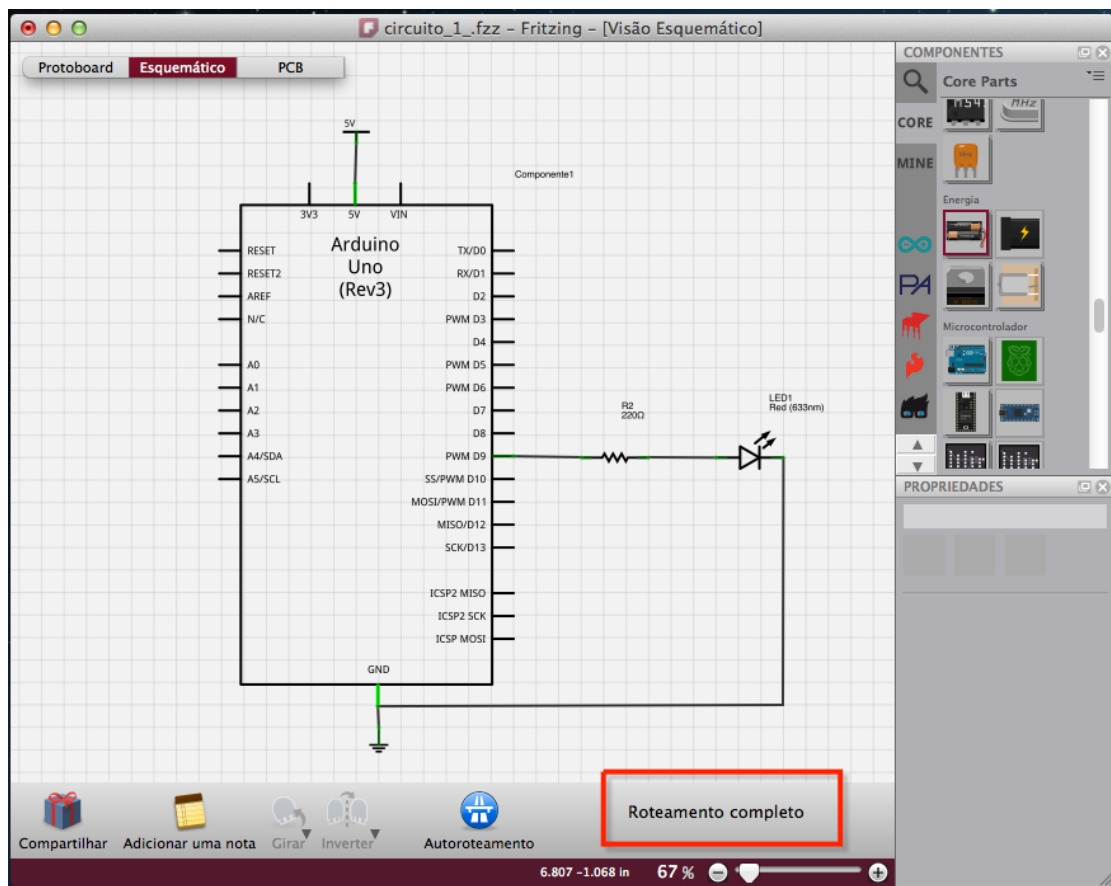 circuito_1_.fzz – Fritzing – [Visão Esquemático]
Protoboard Esquemático PCB
COMPONENTES
Core Parts
CORE
MINE
MHz
Energia
Microcontrolador
PROPRIEDADES
5V
Componente1
3V3 5V VIN
Arduino
Uno
(Rev3)
RESET
RESET2
AREF
N/C
A0
A1
A2
A3
A4/SDA
A5/SCL
TX/D0
RX/D1
D2
PWM D3
D4
PWM D5
PWM D6
D7
D8
PWM D9
SS/PWM D10
MOSI/PWM D11
MISO/D12
SCK/D13
ICSP2 MISO
ICSP2 SCK
ICSP MOSI
GND
R2
220Ω
LED1
Red (633nm)
Compartilhar Adicionar uma nota Girar Inverter Autoroteamento
Roteamento completo
6.807 -1.068 in 67 %